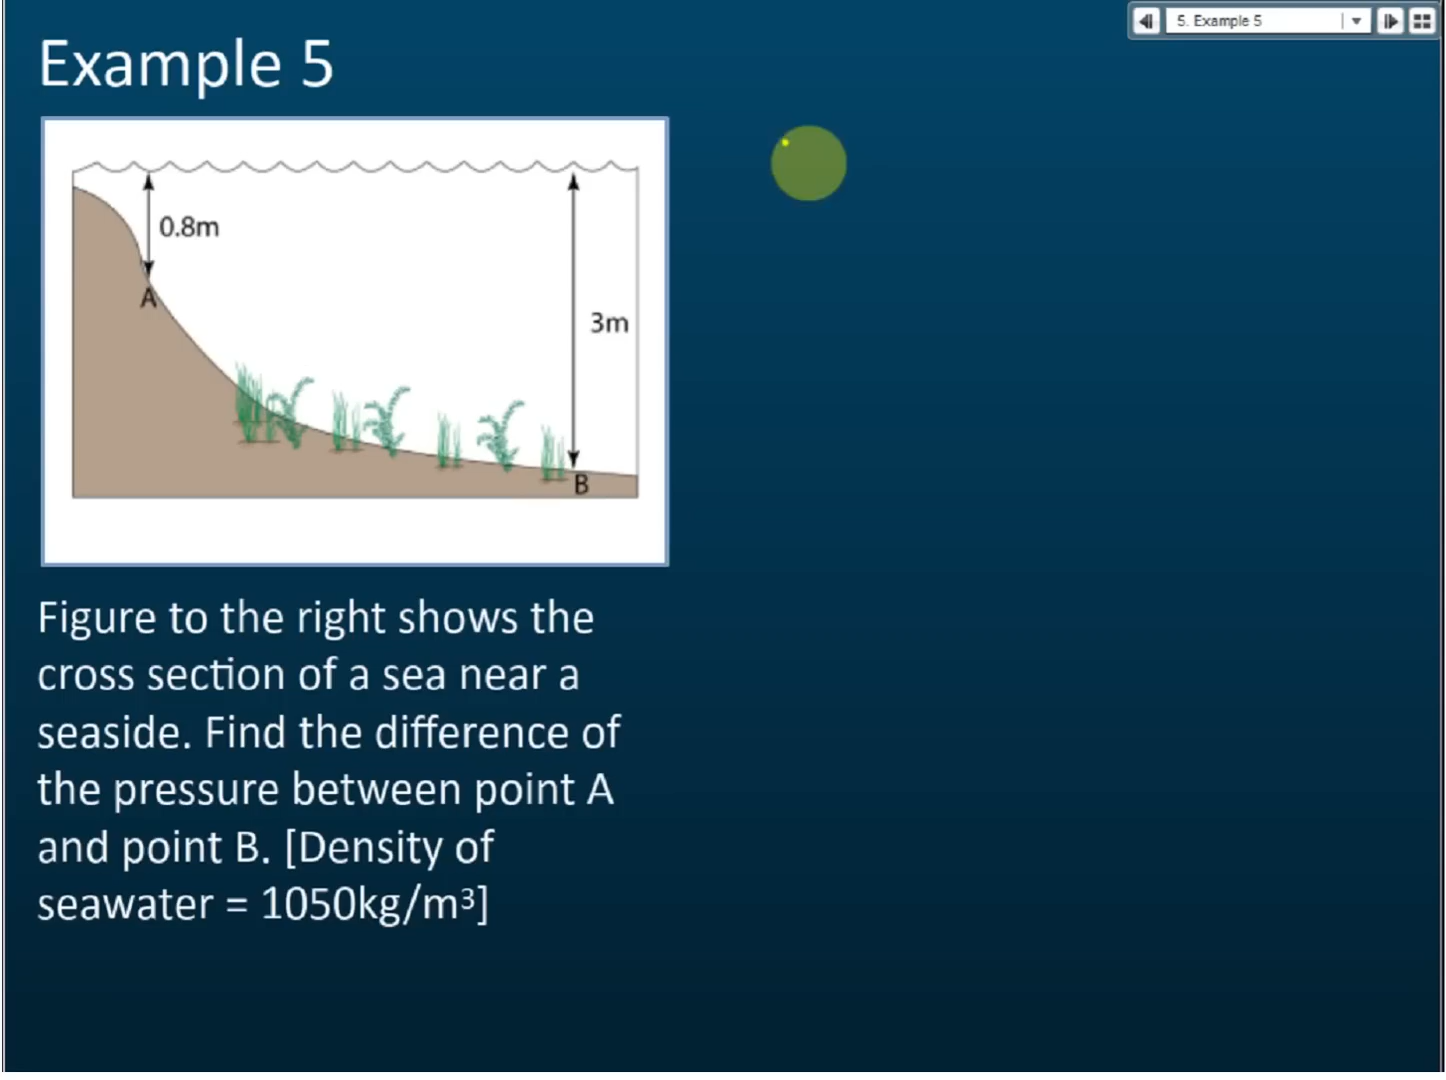 5. Example 5
Example 5
0.8m
A
3m
B
Figure to the right shows the
cross section of a sea near a
seaside. Find the difference of
the pressure between point A
and point B. [Density of
seawater = 1050kg/m³]